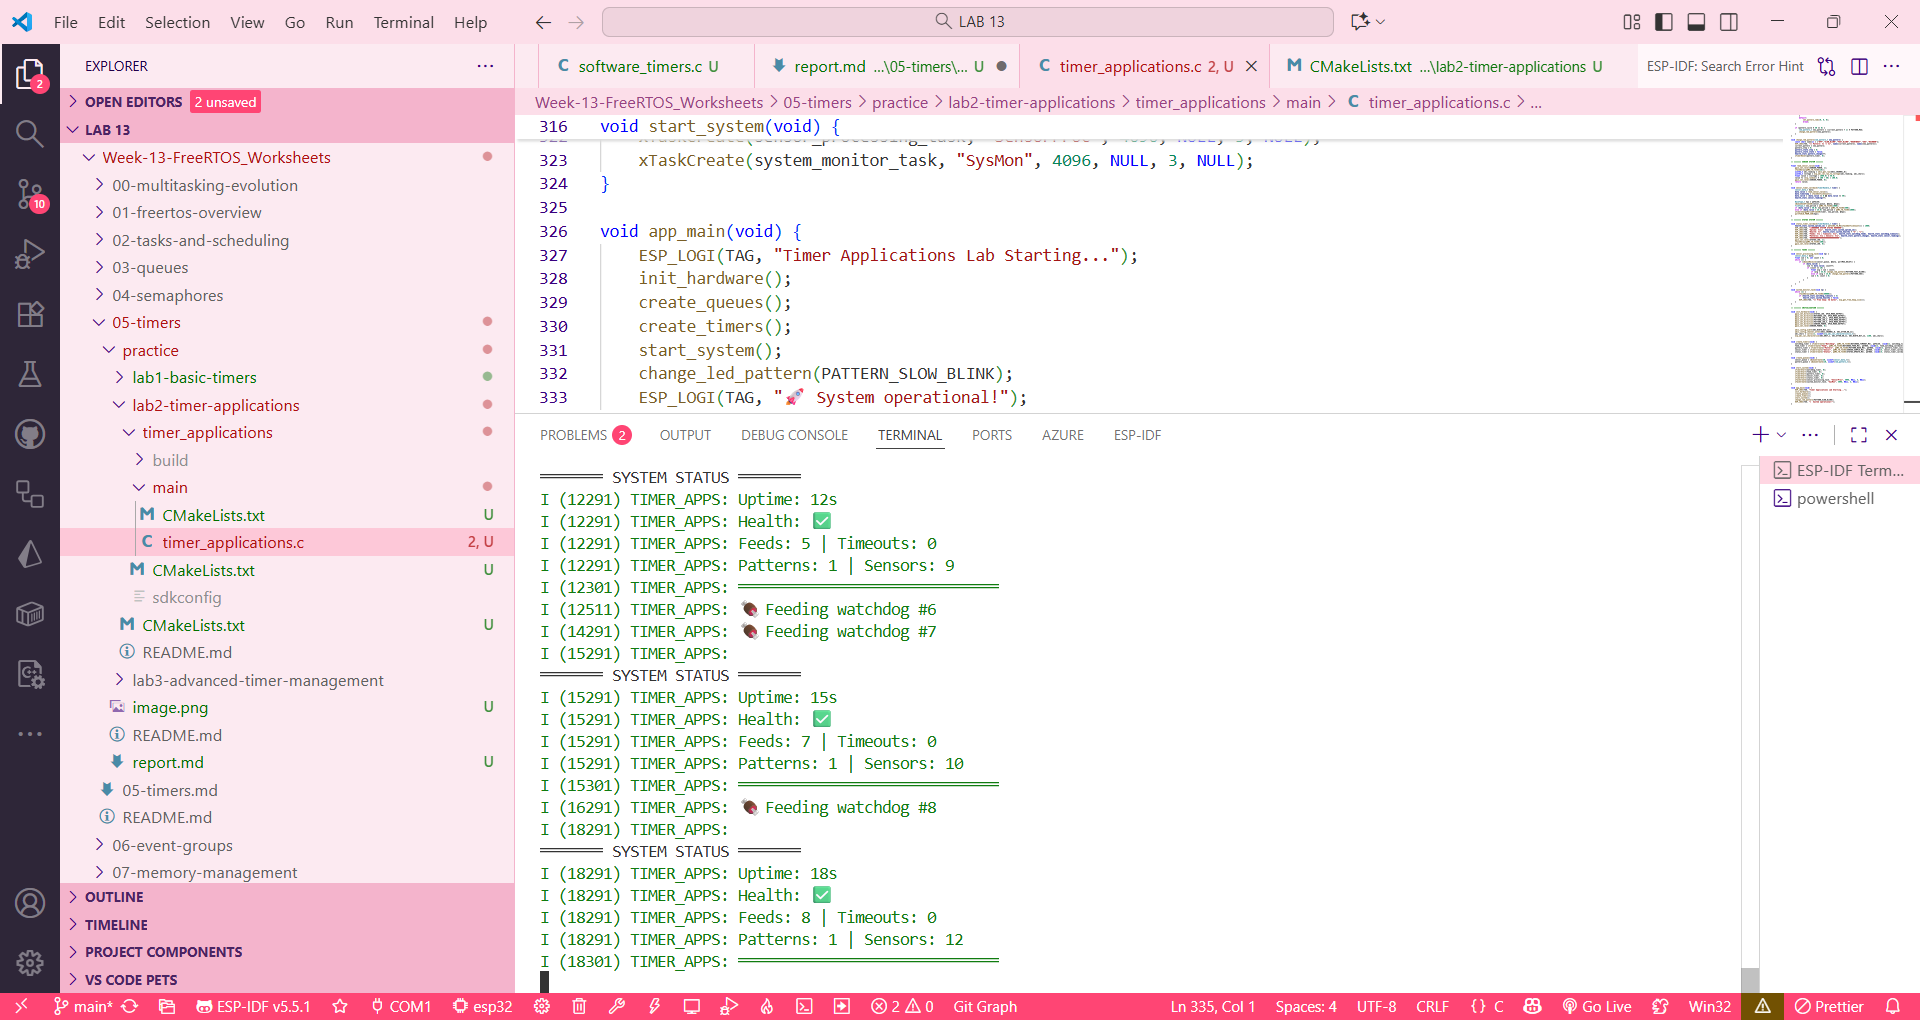 File Edit Selection View Go Run Terminal Help
LAB 13
EXPLORER
OPEN EDITORS 2 unsaved
LAB 13
Week-13-FreeRTOS_Worksheets
00-multitasking-evolution
01-freertos-overview
02-tasks-and-scheduling
03-queues
04-semaphores
05-timers
practice
lab1-basic-timers
lab2-timer-applications
timer_applications
build
main
CMakeLists.txt U
timer_applications.c 2, U
CMakeLists.txt U
sdkconfig
CMakeLists.txt U
README.md
lab3-advanced-timer-management
image.png U
README.md
report.md U
05-timers.md
README.md
06-event-groups
07-memory-management
OUTLINE
TIMELINE
PROJECT COMPONENTS
VS CODE PETS
2
10
software_timers.c U
report.md ...\05-timers\... U
timer_applications.c 2, U
CMakeLists.txt ...\lab2-timer-applications U
ESP-IDF: Search Error Hint
Week-13-FreeRTOS_Worksheets > 05-timers > practice > lab2-timer-applications > timer_applications > main > C timer_applications.c > ...
316 void start_system(void) {
323 xTaskCreate(system_monitor_task, "SysMon", 4096, NULL, 3, NULL);
324 }
325
326 void app_main(void) {
327 ESP_LOGI(TAG, "Timer Applications Lab Starting...");
328 init_hardware();
329 create_queues();
330 create_timers();
331 start_system();
332 change_led_pattern(PATTERN_SLOW_BLINK);
333 ESP_LOGI(TAG, "🚀 System operational!");
PROBLEMS 2 OUTPUT DEBUG CONSOLE TERMINAL PORTS AZURE ESP-IDF
ESP-IDF Term...
powershell
═══════ SYSTEM STATUS ═══════
I (12291) TIMER_APPS: Uptime: 12s
I (12291) TIMER_APPS: Health: ✅
I (12291) TIMER_APPS: Feeds: 5 | Timeouts: 0
I (12291) TIMER_APPS: Patterns: 1 | Sensors: 9
I (12301) TIMER_APPS: ═════════════════════════════
I (12511) TIMER_APPS: 🍖 Feeding watchdog #6
I (14291) TIMER_APPS: 🍖 Feeding watchdog #7
I (15291) TIMER_APPS:
═══════ SYSTEM STATUS ═══════
I (15291) TIMER_APPS: Uptime: 15s
I (15291) TIMER_APPS: Health: ✅
I (15291) TIMER_APPS: Feeds: 7 | Timeouts: 0
I (15291) TIMER_APPS: Patterns: 1 | Sensors: 10
I (15301) TIMER_APPS: ═════════════════════════════
I (16291) TIMER_APPS: 🍖 Feeding watchdog #8
I (18291) TIMER_APPS:
═══════ SYSTEM STATUS ═══════
I (18291) TIMER_APPS: Uptime: 18s
I (18291) TIMER_APPS: Health: ✅
I (18291) TIMER_APPS: Feeds: 8 | Timeouts: 0
I (18291) TIMER_APPS: Patterns: 1 | Sensors: 12
I (18301) TIMER_APPS: ═════════════════════════════
main* ESP-IDF v5.5.1 COM1 esp32 2 0 Git Graph Ln 335, Col 1 Spaces: 4 UTF-8 CRLF {} C Go Live Win32 Prettier